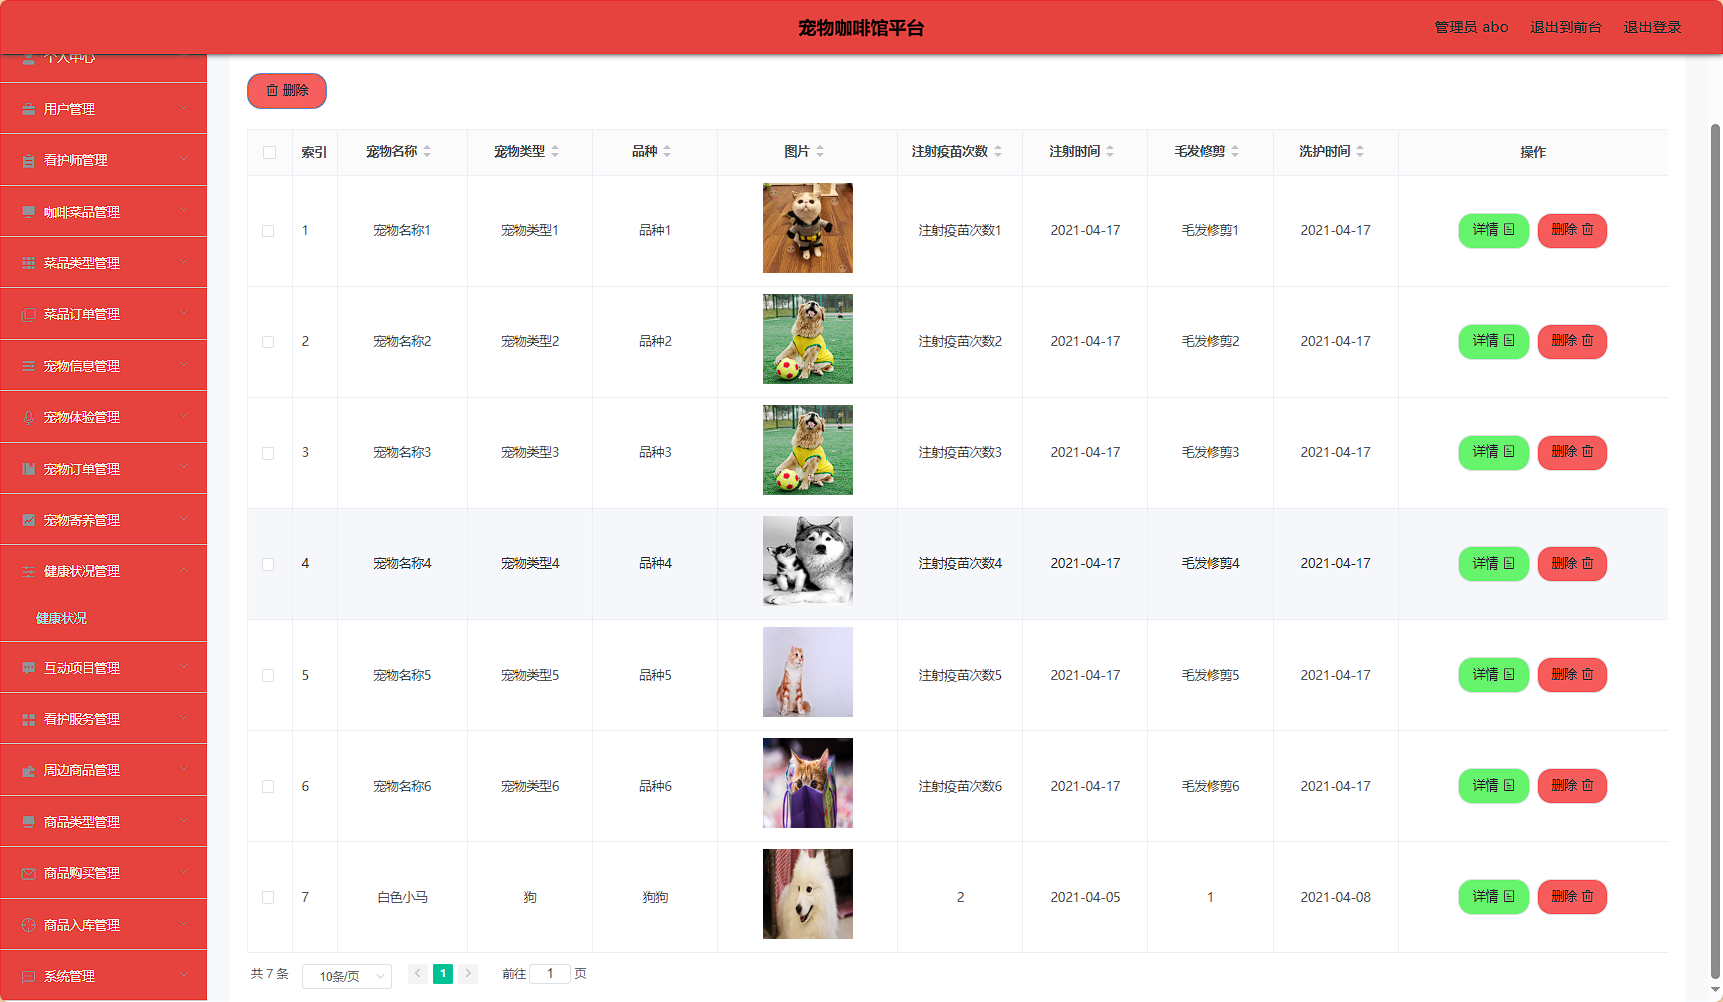 宠物咖啡馆平台
管理员 abo 退出到前台 退出登录
个人中心
用户管理
看护师管理
咖啡菜品管理
菜品类型管理
菜品订单管理
宠物信息管理
宠物体验管理
宠物订单管理
宠物寄养管理
健康状况管理
健康状况
互动项目管理
看护服务管理
周边商品管理
商品类型管理
商品购买管理
商品入库管理
系统管理
删除
索引 宠物名称 宠物类型 品种 图片 注射疫苗次数 注射时间 毛发修剪 洗护时间 操作
1 宠物名称1 宠物类型1 品种1 注射疫苗次数1 2021-04-17 毛发修剪1 2021-04-17 详情 删除
2 宠物名称2 宠物类型2 品种2 注射疫苗次数2 2021-04-17 毛发修剪2 2021-04-17 详情 删除
3 宠物名称3 宠物类型3 品种3 注射疫苗次数3 2021-04-17 毛发修剪3 2021-04-17 详情 删除
4 宠物名称4 宠物类型4 品种4 注射疫苗次数4 2021-04-17 毛发修剪4 2021-04-17 详情 删除
5 宠物名称5 宠物类型5 品种5 注射疫苗次数5 2021-04-17 毛发修剪5 2021-04-17 详情 删除
6 宠物名称6 宠物类型6 品种6 注射疫苗次数6 2021-04-17 毛发修剪6 2021-04-17 详情 删除
7 白色小马 狗 狗狗 2 2021-04-05 1 2021-04-08 详情 删除
共 7 条 10条/页 1 前往 1 页